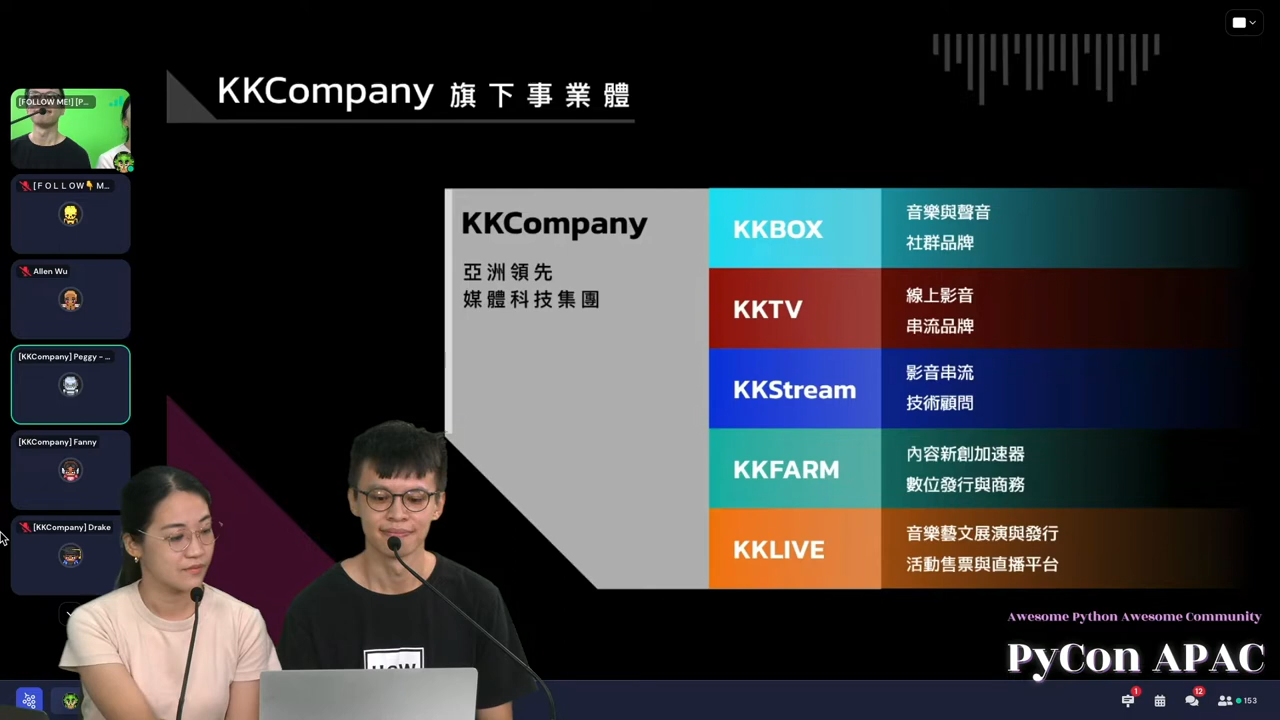 KKCompany 旗下事業體
[FOLLOW ME!] [P...
[F O L L O W👇 M...
Allen Wu
[KKCompany] Peggy - ...
[KKCompany] Fanny
[KKCompany] Drake
KKCompany
亞洲領先
媒體科技集團
KKBOX
音樂與聲音
社群品牌
KKTV
線上影音
串流品牌
KKStream
影音串流
技術顧問
KKFARM
內容新創加速器
數位發行與商務
KKLIVE
音樂藝文展演與發行
活動售票與直播平台
Awesome Python Awesome Community
PyCon APAC
1
12
153